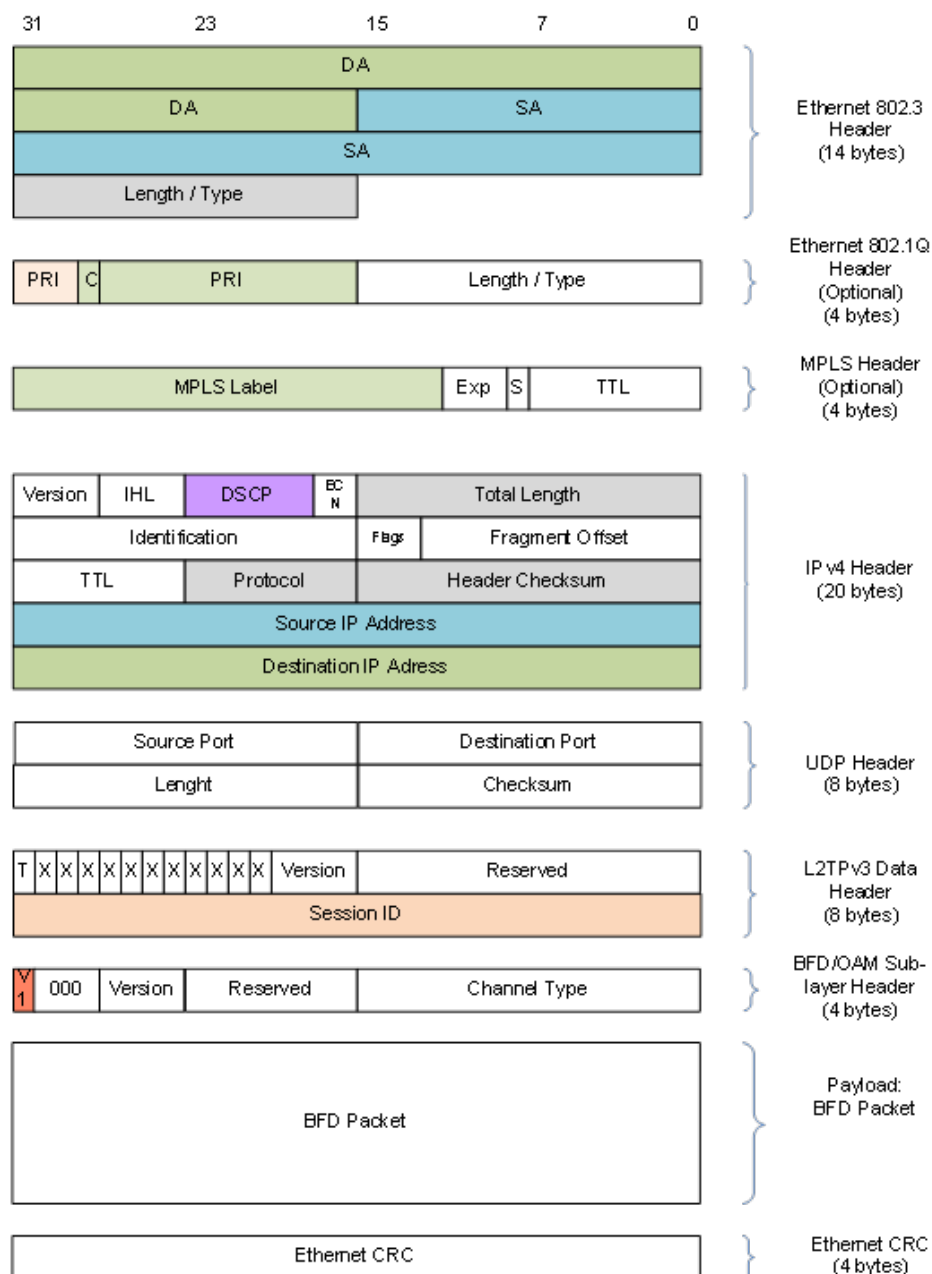 31 23 15 7 0
DA
DA SA
SA
Length / Type
Ethernet 802.3
Header
(14 bytes)
PRI C PRI Length / Type
Ethernet 802.1Q
Header
(Optional)
(4 bytes)
MPLS Label Exp S TTL
MPLS Header
(Optional)
(4 bytes)
Version IHL DSCP EC
N Total Length
Identification Flags Fragment Offset
TTL Protocol Header Checksum
Source IP Address
Destination IP Adress
IPv4 Header
(20 bytes)
Source Port Destination Port
Lenght Checksum
UDP Header
(8 bytes)
T X X X X X X X X X X X Version Reserved
Session ID
L2TPv3 Data
Header
(8 bytes)
V
1 000 Version Reserved Channel Type
BFD/OAM Sub-
layer Header
(4 bytes)
BFD Packet
Payload:
BFD Packet
Ethernet CRC
Ethernet CRC
(4 bytes)